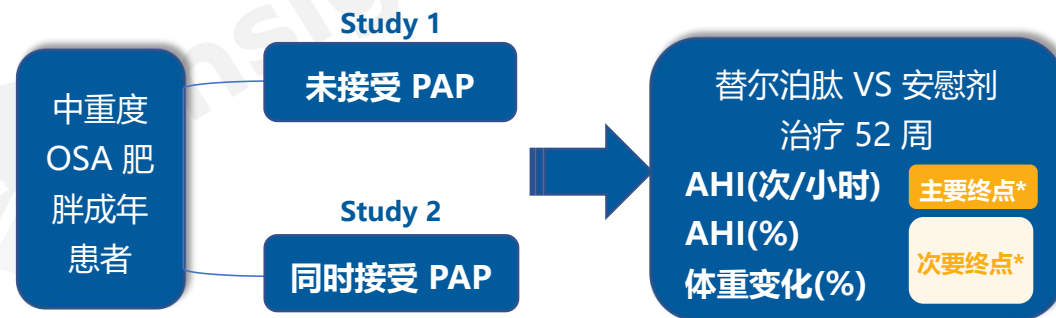 中重度
OSA 肥
胖成年
患者
Study 1
未接受 PAP
Study 2
同时接受 PAP
替尔泊肽 VS 安慰剂
治疗 52 周
AHI(次/小时) 主要终点*
AHI(%)
次要终点*
体重变化(%)